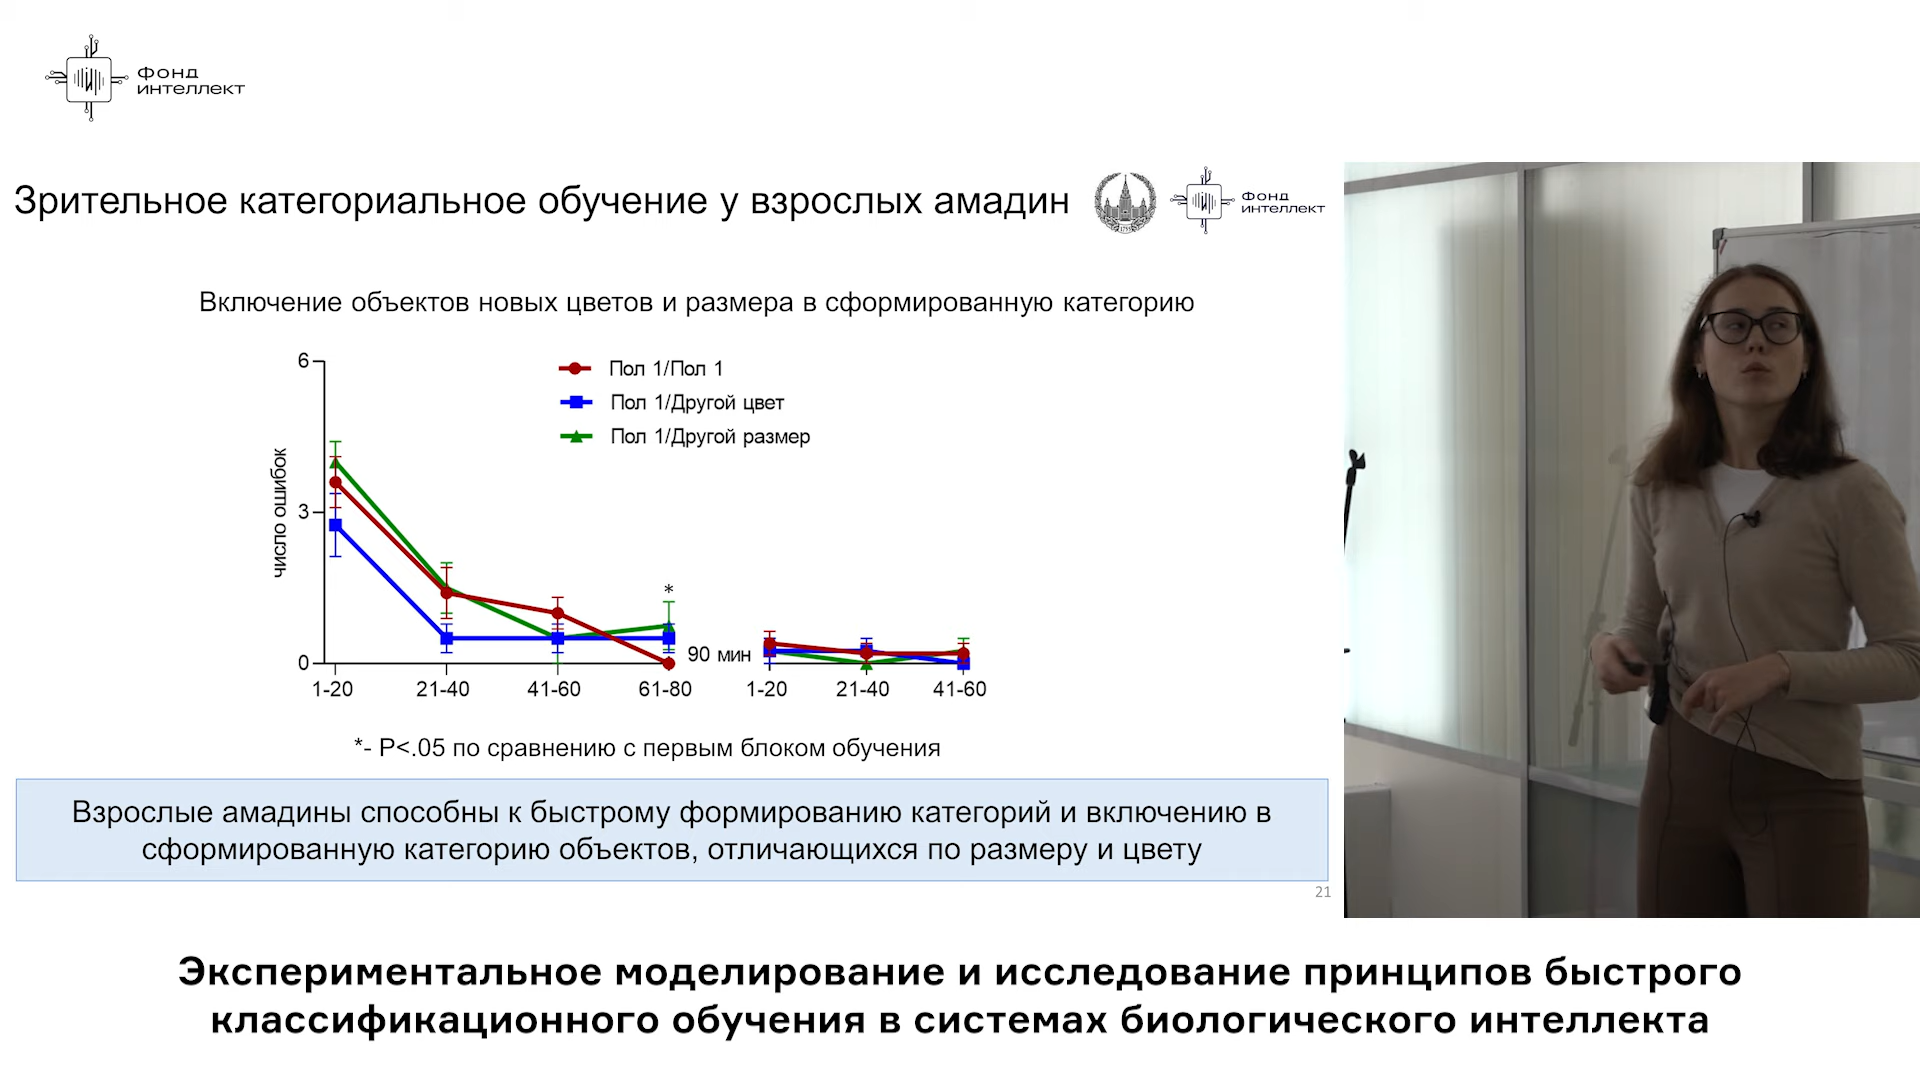 Фонд
интеллект
Зрительное категориальное обучение у взрослых амадин
1755
Фонд
интеллект
Включение объектов новых цветов и размера в сформированную категорию
Пол 1/Пол 1
Пол 1/Другой цвет
Пол 1/Другой размер
число ошибок
6
3
0
*
90 мин
1-20 21-40 41-60 61-80 1-20 21-40 41-60
*- P<.05 по сравнению с первым блоком обучения
Взрослые амадины способны к быстрому формированию категорий и включению в
сформированную категорию объектов, отличающихся по размеру и цвету
21
Экспериментальное моделирование и исследование принципов быстрого
классификационного обучения в системах биологического интеллекта